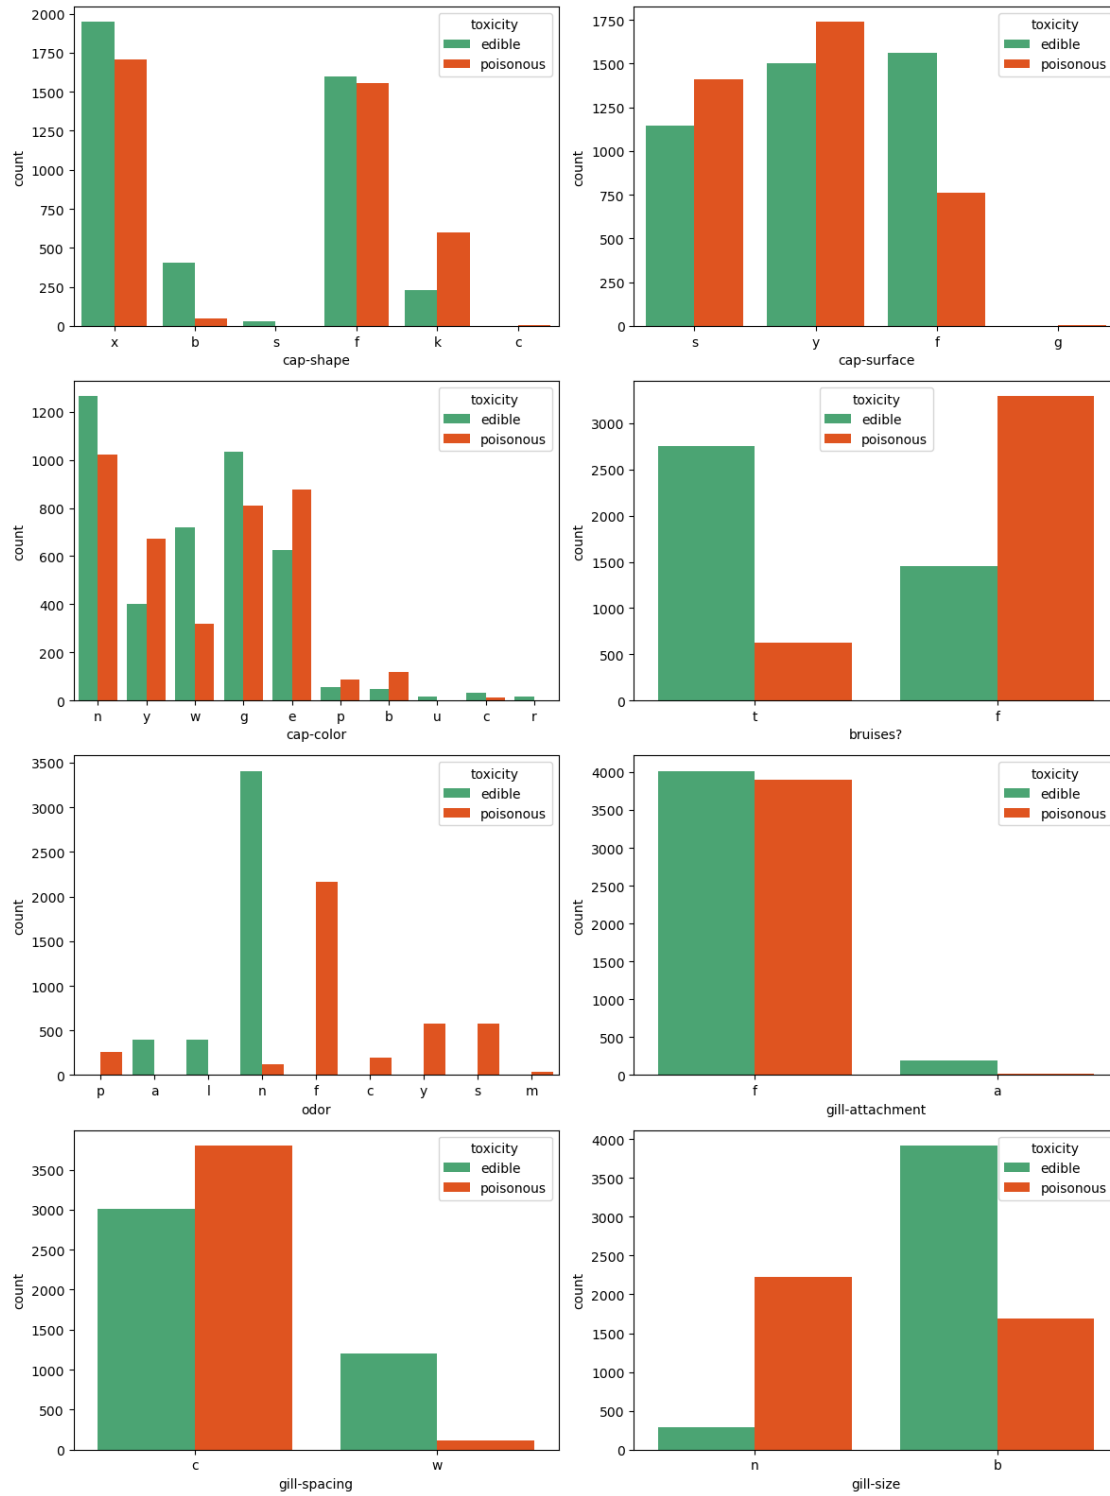 toxicity
edible
poisonous
2000
1750
1500
1250
1000
750
500
250
0
count
x b s f k c
cap-shape
toxicity
edible
poisonous
1750
1500
1250
1000
750
500
250
0
count
s y f g
cap-surface
toxicity
edible
poisonous
1200
1000
800
600
400
200
0
count
n y w g e p b u c r
cap-color
toxicity
edible
poisonous
3000
2500
2000
1500
1000
500
0
count
t f
bruises?
toxicity
edible
poisonous
3500
3000
2500
2000
1500
1000
500
0
count
p a l n f c y s m
odor
toxicity
edible
poisonous
4000
3500
3000
2500
2000
1500
1000
500
0
count
f a
gill-attachment
toxicity
edible
poisonous
3500
3000
2500
2000
1500
1000
500
0
count
c w
gill-spacing
toxicity
edible
poisonous
4000
3500
3000
2500
2000
1500
1000
500
0
count
n b
gill-size